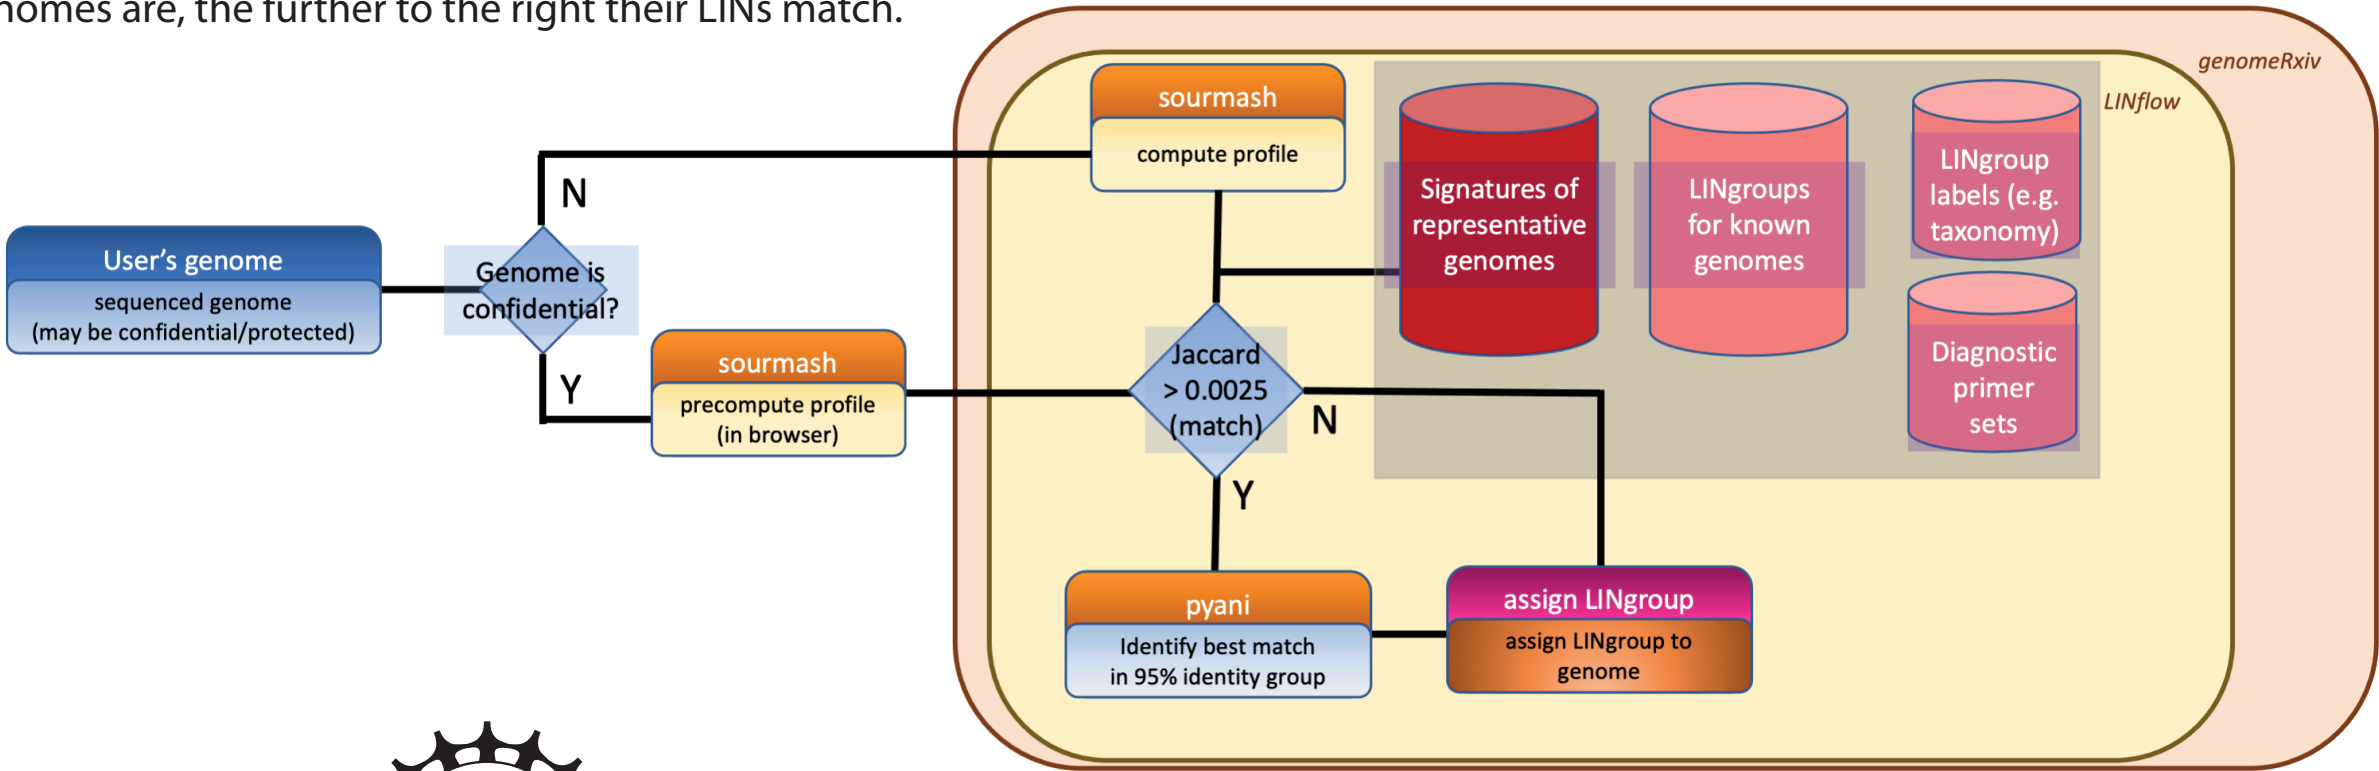 nomes are, the further to the right their LINs match.
genomeRxiv
LINflow
sourmash
compute profile
Signatures of
representative
genomes
LINgroups
for known
genomes
LINgroup
labels (e.g.
taxonomy)
Diagnostic
primer
sets
N
User’s genome
sequenced genome
(may be confidential/protected)
Genome is
confidential?
Y
sourmash
precompute profile
(in browser)
Jaccard
> 0.0025
(match)
N
Y
pyani
Identify best match
in 95% identity group
assign LINgroup
assign LINgroup to
genome